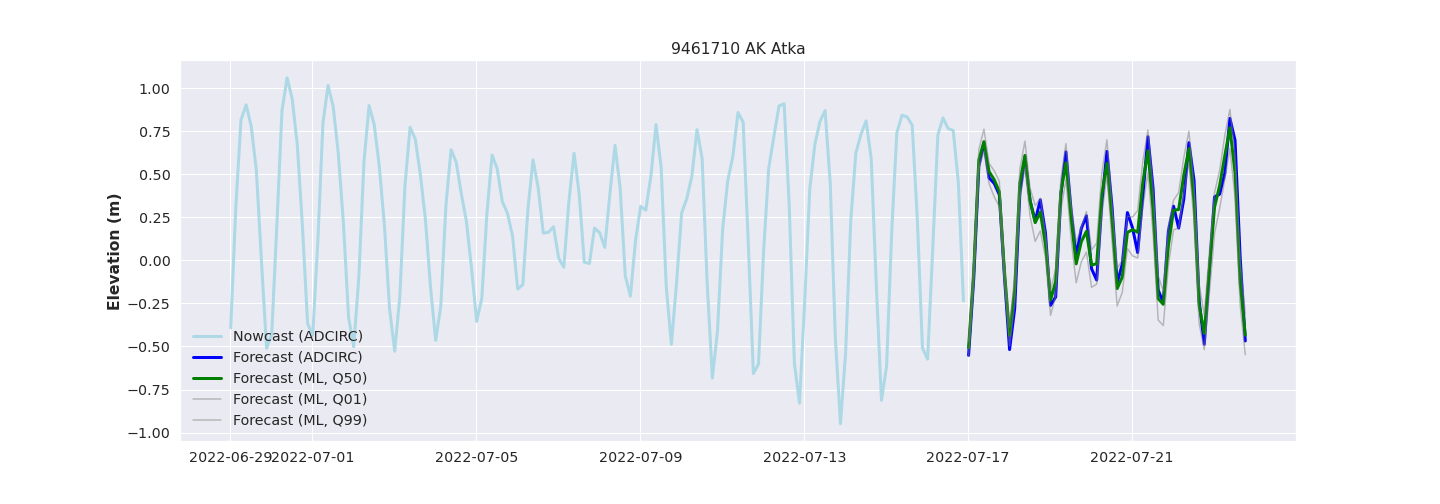 9461710 AK Atka
1.00
0.75
0.50
0.25
0.00
−0.25
−0.50
−0.75
−1.00
Elevation (m)
Nowcast (ADCIRC)
Forecast (ADCIRC)
Forecast (ML, Q50)
Forecast (ML, Q01)
Forecast (ML, Q99)
2022-06-29 2022-07-01 2022-07-05 2022-07-09 2022-07-13 2022-07-17 2022-07-21